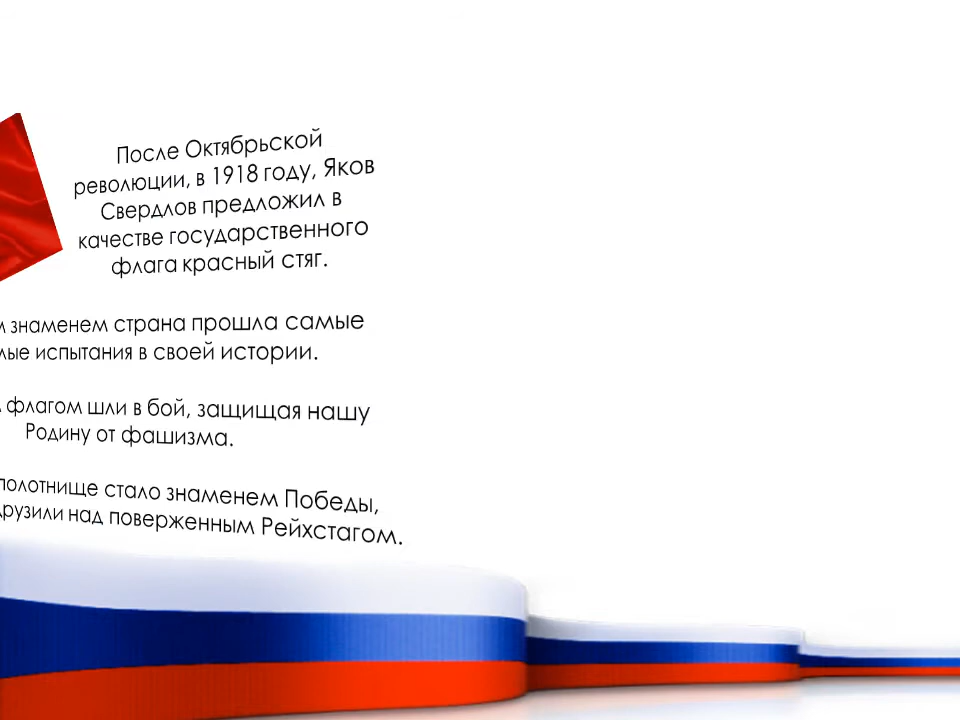 После Октябрьской
революции, в 1918 году, Яков
Свердлов предложил в
качестве государственного
флага красный стяг.
знаменем страна прошла самые
испытания в своей истории.
флагом шли в бой, защищая нашу
Родину от фашизма.
полотнище стало знаменем Победы,
над поверженным Рейхстагом.